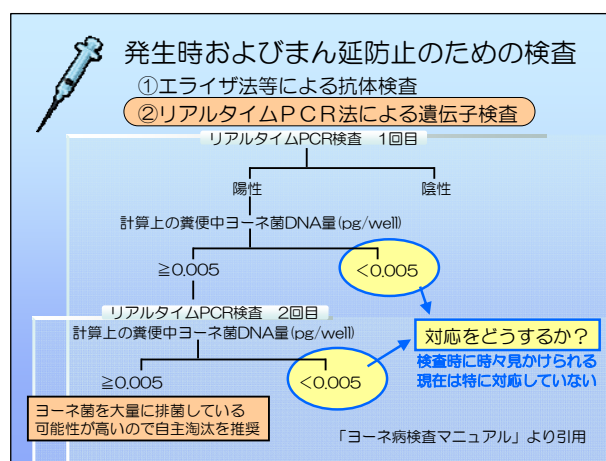 発生時およびまん延防止のための検査
①エライザ法等による抗体検査
②リアルタイムPCR法による遺伝子検査
リアルタイムPCR検査 1回目
陽性 陰性
計算上の糞便中ヨーネ菌DNA量(pg/well)
≧0.005 <0.005
リアルタイムPCR検査 2回目
計算上の糞便中ヨーネ菌DNA量(pg/well)
対応をどうするか?
検査時に時々見かけられる
現在は特に対応していない
≧0.005 <0.005
ヨーネ菌を大量に排菌している
可能性が高いので自主淘汰を推奨
「ヨーネ病検査マニュアル」より引用